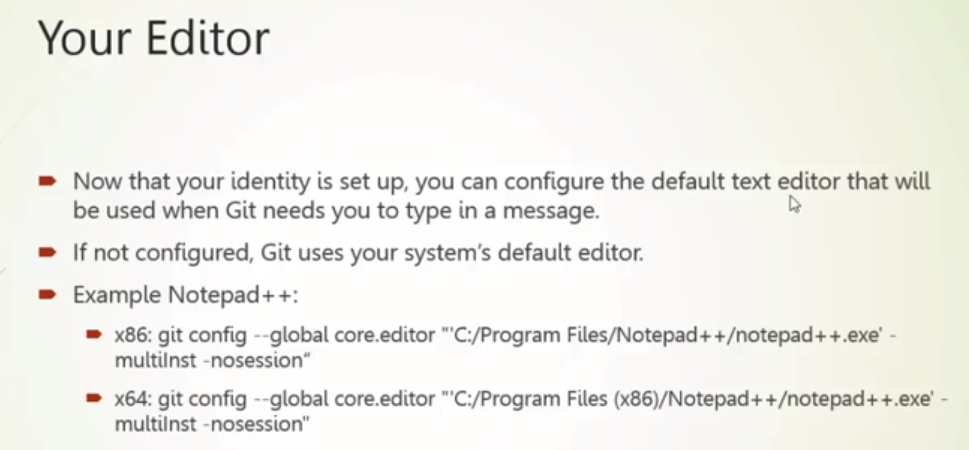 Your Editor
Now that your identity is set up, you can configure the default text editor that will
be used when Git needs you to type in a message.
If not configured, Git uses your system's default editor.
Example Notepad++:
x86: git config --global core.editor "'C:/Program Files/Notepad++/notepad++.exe' -
multiInst -nosession“
x64: git config --global core.editor "'C:/Program Files (x86)/Notepad++/notepad++.exe' -
multiInst -nosession"